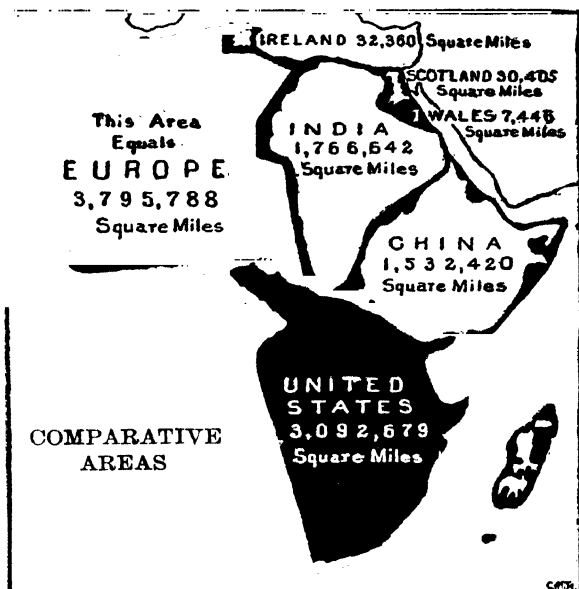 IRELAND 32,360 Square Miles
SCOTLAND 30,405
Square Miles
WALES 7,446
Square Miles
This Area
Equals
EUROPE
3,795,788
Square Miles
INDIA
1,766,642
Square Miles
CHINA
1,532,420
Square Miles
UNITED
STATES
3,092,679
Square Miles
COMPARATIVE
AREAS